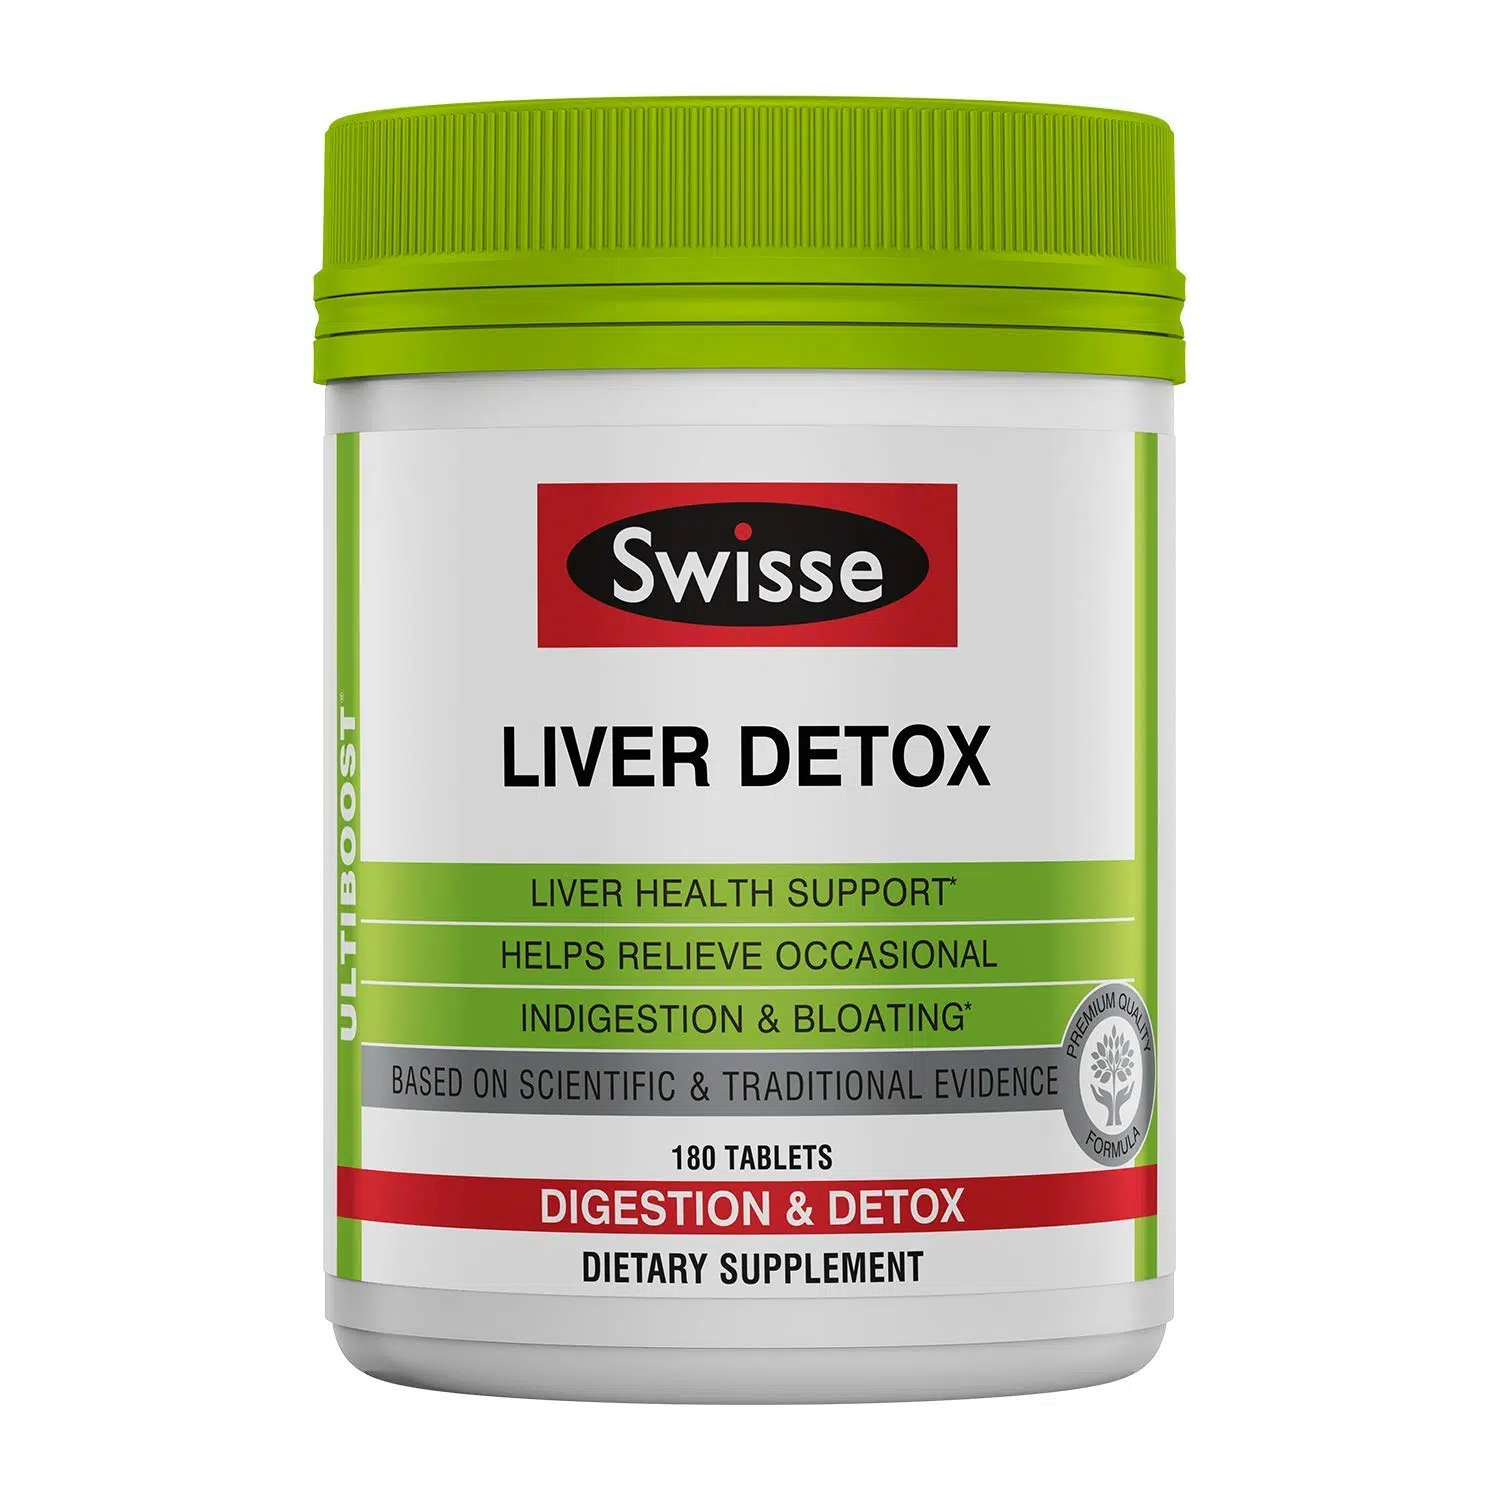 Swisse
LIVER DETOX
ULTIBOOST™
LIVER HEALTH SUPPORT*
HELPS RELIEVE OCCASIONAL
INDIGESTION & BLOATING*
BASED ON SCIENTIFIC & TRADITIONAL EVIDENCE
PREMIUM QUALITY
FORMULA
180 TABLETS
DIGESTION & DETOX
DIETARY SUPPLEMENT